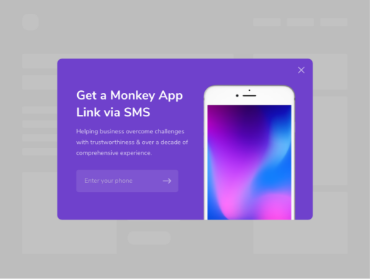 Get a Monkey App
Link via SMS
Helping business overcome challenges
with trustworthiness & over a decade of
comprehensive experience.
Enter your phone